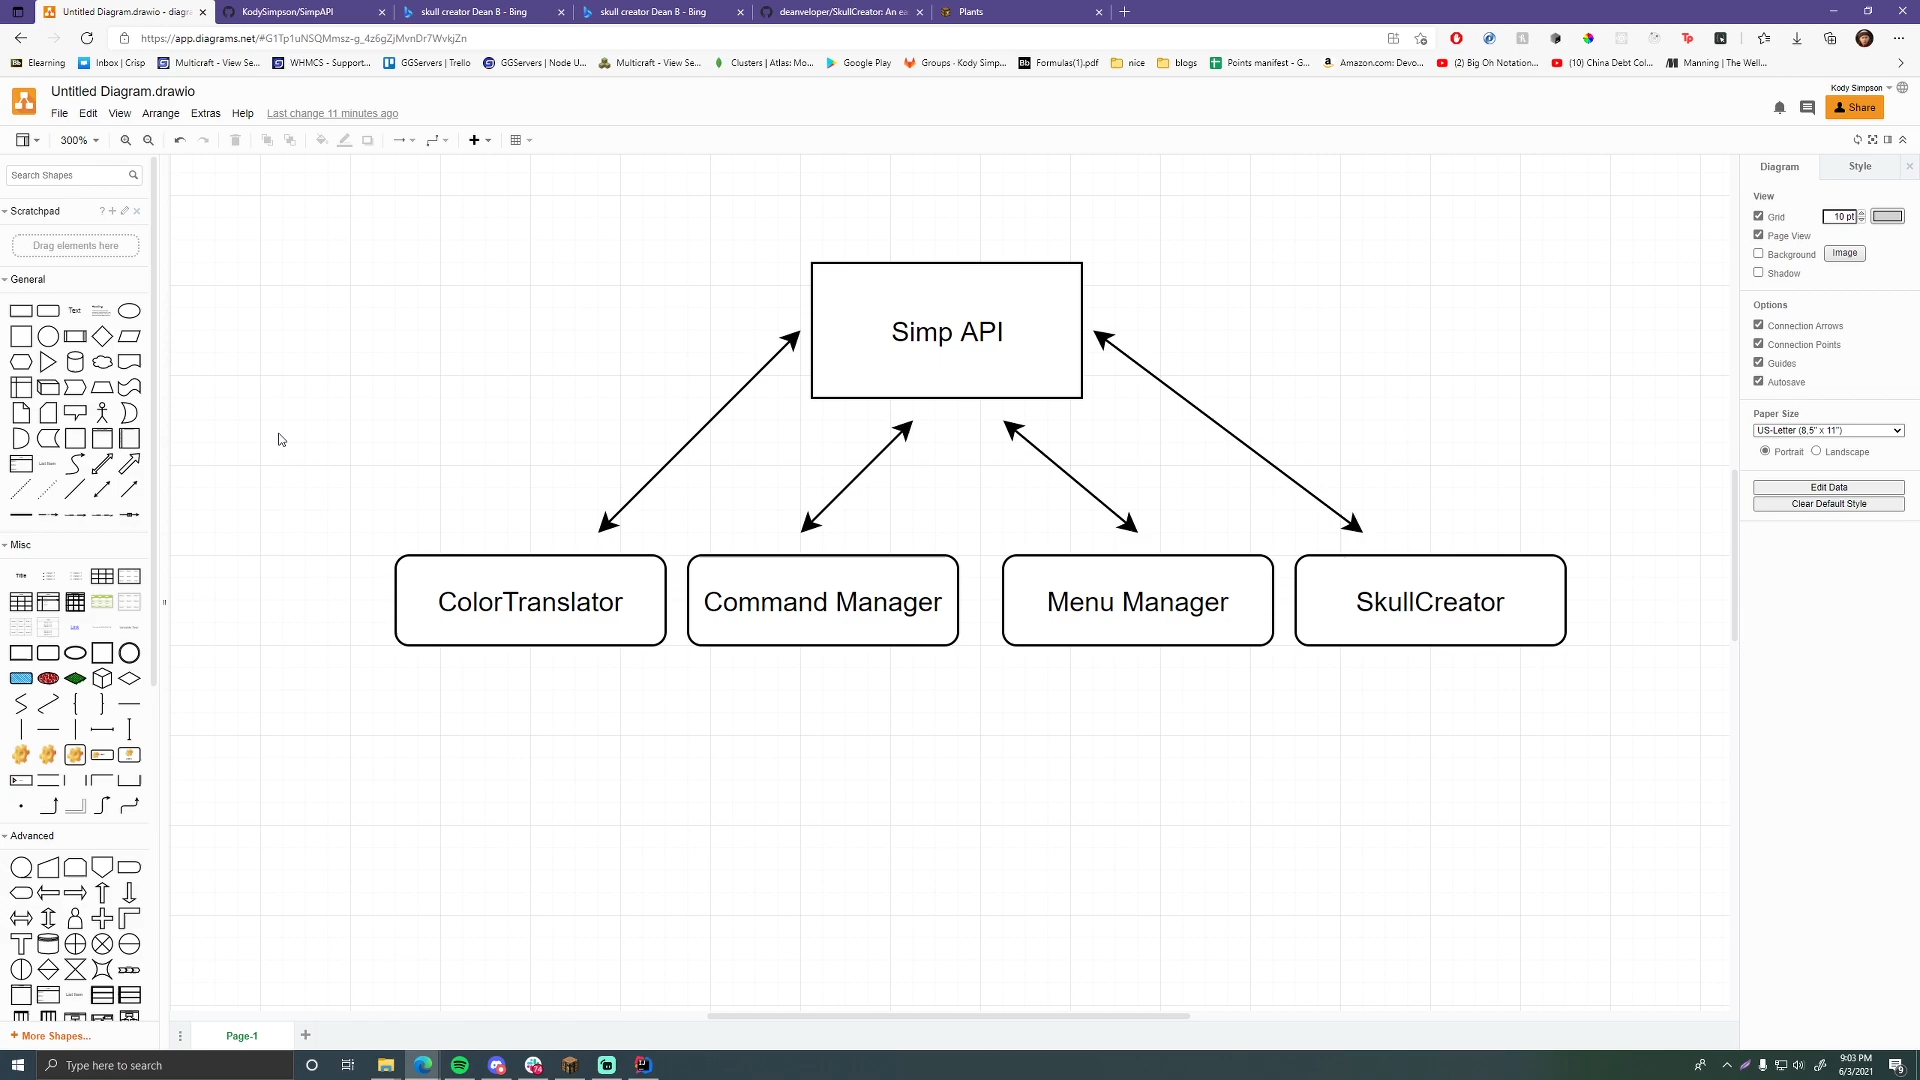 Untitled Diagram.drawio - diagra
KodySimpson/SimpAPI
skull creator Dean B - Bing
skull creator Dean B - Bing
deanveloper/SkullCreator: An ea
Plants
https://app.diagrams.net/#G1Tp1uNSQMmsz-g_4z6gZjMvnDr7WvkjZn
Elearning
Inbox | Crisp
Multicraft - View Se...
WHMCS - Support...
GGServers | Trello
GGServers | Node U...
Multicraft - View Se...
Clusters | Atlas: Mo...
Google Play
Groups · Kody Simp...
Formulas(1).pdf
nice
blogs
Points manifest - G...
Amazon.com: Devo...
(2) Big Oh Notation...
(10) China Debt Col...
Manning | The Well...
Untitled Diagram.drawio
Kody Simpson
File Edit View Arrange Extras Help Last change 11 minutes ago
Share
300%
Search Shapes
Diagram
Style
Scratchpad
Drag elements here
General
Text
View
Grid
10 pt
Page View
Background
Image
Shadow
Options
Connection Arrows
Connection Points
Guides
Autosave
Paper Size
US-Letter (8,5" x 11")
Portrait
Landscape
Edit Data
Clear Default Style
Simp API
ColorTranslator
Command Manager
Menu Manager
SkullCreator
Misc
Title
Advanced
+ More Shapes...
Page-1
Type here to search
74
9:03 PM
6/3/2021
9